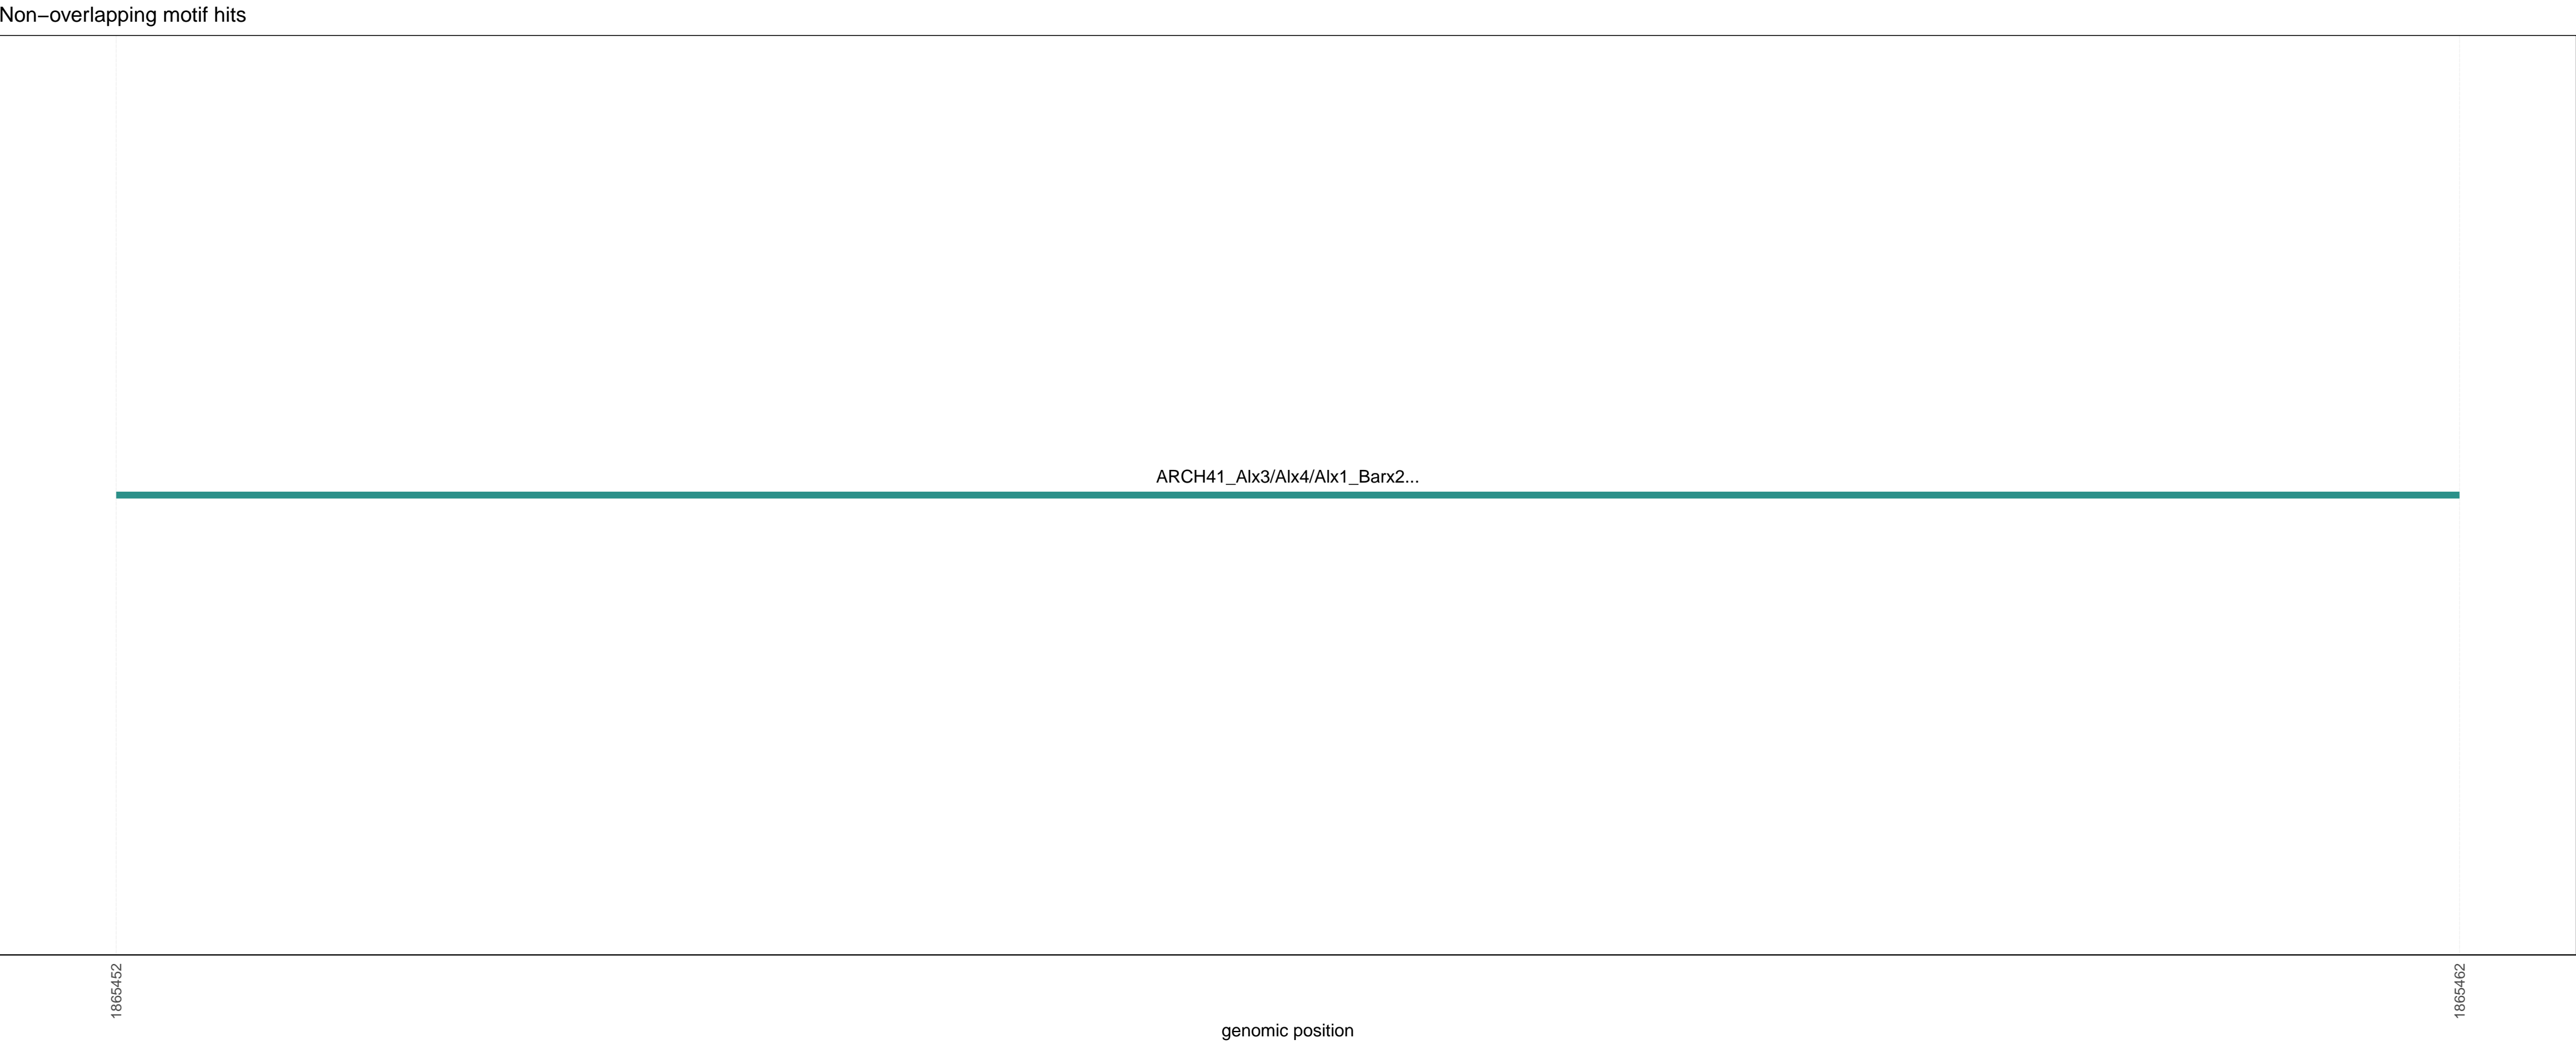 Non−overlapping motif hits
ARCH41_Alx3/Alx4/Alx1_Barx2...
1865452
1865462
genomic position